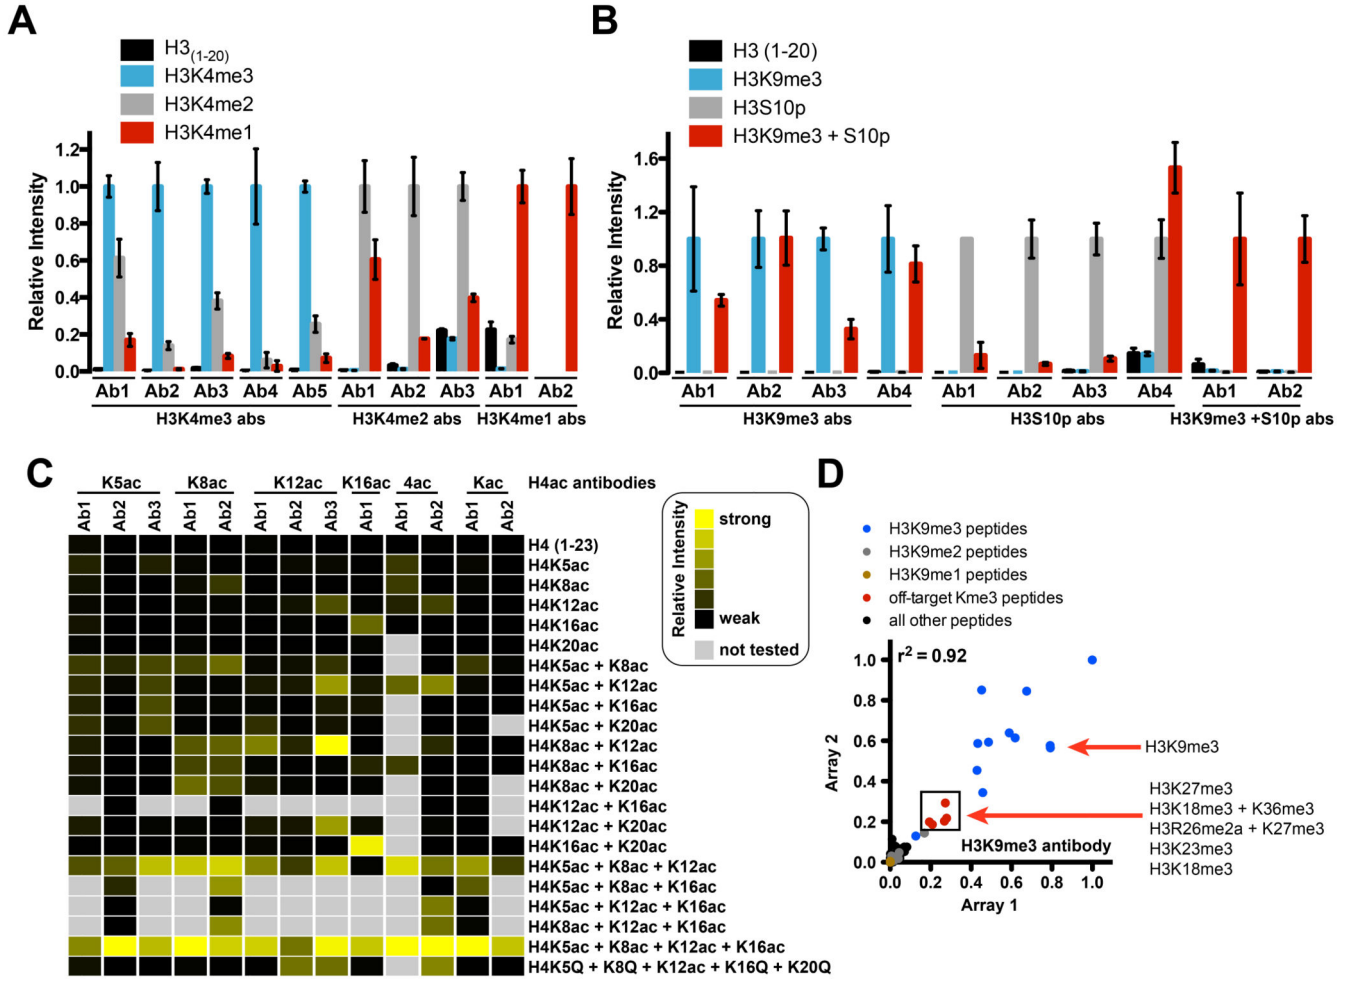 A
H3(1-20)
H3K4me3
H3K4me2
H3K4me1
Relative Intensity
1.2
1.0
0.8
0.6
0.4
0.2
0.0
Ab1 Ab2 Ab3 Ab4 Ab5 Ab1 Ab2 Ab3 Ab1 Ab2
H3K4me3 abs H3K4me2 abs H3K4me1 abs
B
H3 (1-20)
H3K9me3
H3S10p
H3K9me3 + S10p
Relative Intensity
1.6
1.2
0.8
0.4
0.0
Ab1 Ab2 Ab3 Ab4 Ab1 Ab2 Ab3 Ab4 Ab1 Ab2
H3K9me3 abs H3S10p abs H3K9me3 +S10p abs
C
K5ac K8ac K12ac K16ac 4ac Kac H4ac antibodies
Ab1 Ab2 Ab3 Ab1 Ab2 Ab1 Ab2 Ab3 Ab1 Ab1 Ab2 Ab1 Ab2
H4 (1-23)
H4K5ac
H4K8ac
H4K12ac
H4K16ac
H4K20ac
H4K5ac + K8ac
H4K5ac + K12ac
H4K5ac + K16ac
H4K5ac + K20ac
H4K8ac + K12ac
H4K8ac + K16ac
H4K8ac + K20ac
H4K12ac + K16ac
H4K12ac + K20ac
H4K16ac + K20ac
H4K5ac + K8ac + K12ac
H4K5ac + K8ac + K16ac
H4K5ac + K12ac + K16ac
H4K8ac + K12ac + K16ac
H4K5ac + K8ac + K12ac + K16ac
H4K5Q + K8Q + K12ac + K16Q + K20Q
Relative Intensity
strong
weak
not tested
D
H3K9me3 peptides
H3K9me2 peptides
H3K9me1 peptides
off-target Kme3 peptides
all other peptides
r2 = 0.92
Array 2
1.0
0.8
0.6
0.4
0.2
0.0
H3K9me3
H3K27me3
H3K18me3 + K36me3
H3R26me2a + K27me3
H3K23me3
H3K18me3
H3K9me3 antibody
0.0 0.2 0.4 0.6 0.8 1.0
Array 1